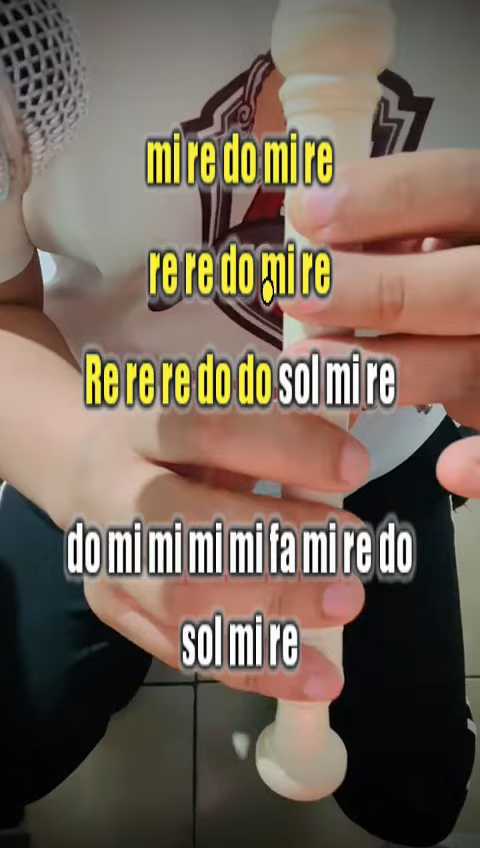 mi re do mi re
re re do mi re
Re re re do do sol mi re
do mi mi mi mi fa mi re do
sol mi re